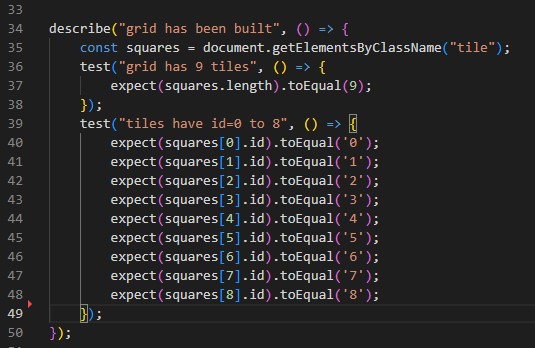 33
34 describe("grid has been built", () => {
35     const squares = document.getElementsByClassName("tile");
36     test("grid has 9 tiles", () => {
37         expect(squares.length).toEqual(9);
38     });
39     test("tiles have id=0 to 8", () => {
40         expect(squares[0].id).toEqual('0');
41         expect(squares[1].id).toEqual('1');
42         expect(squares[2].id).toEqual('2');
43         expect(squares[3].id).toEqual('3');
44         expect(squares[4].id).toEqual('4');
45         expect(squares[5].id).toEqual('5');
46         expect(squares[6].id).toEqual('6');
47         expect(squares[7].id).toEqual('7');
48         expect(squares[8].id).toEqual('8');
49     });
50 });